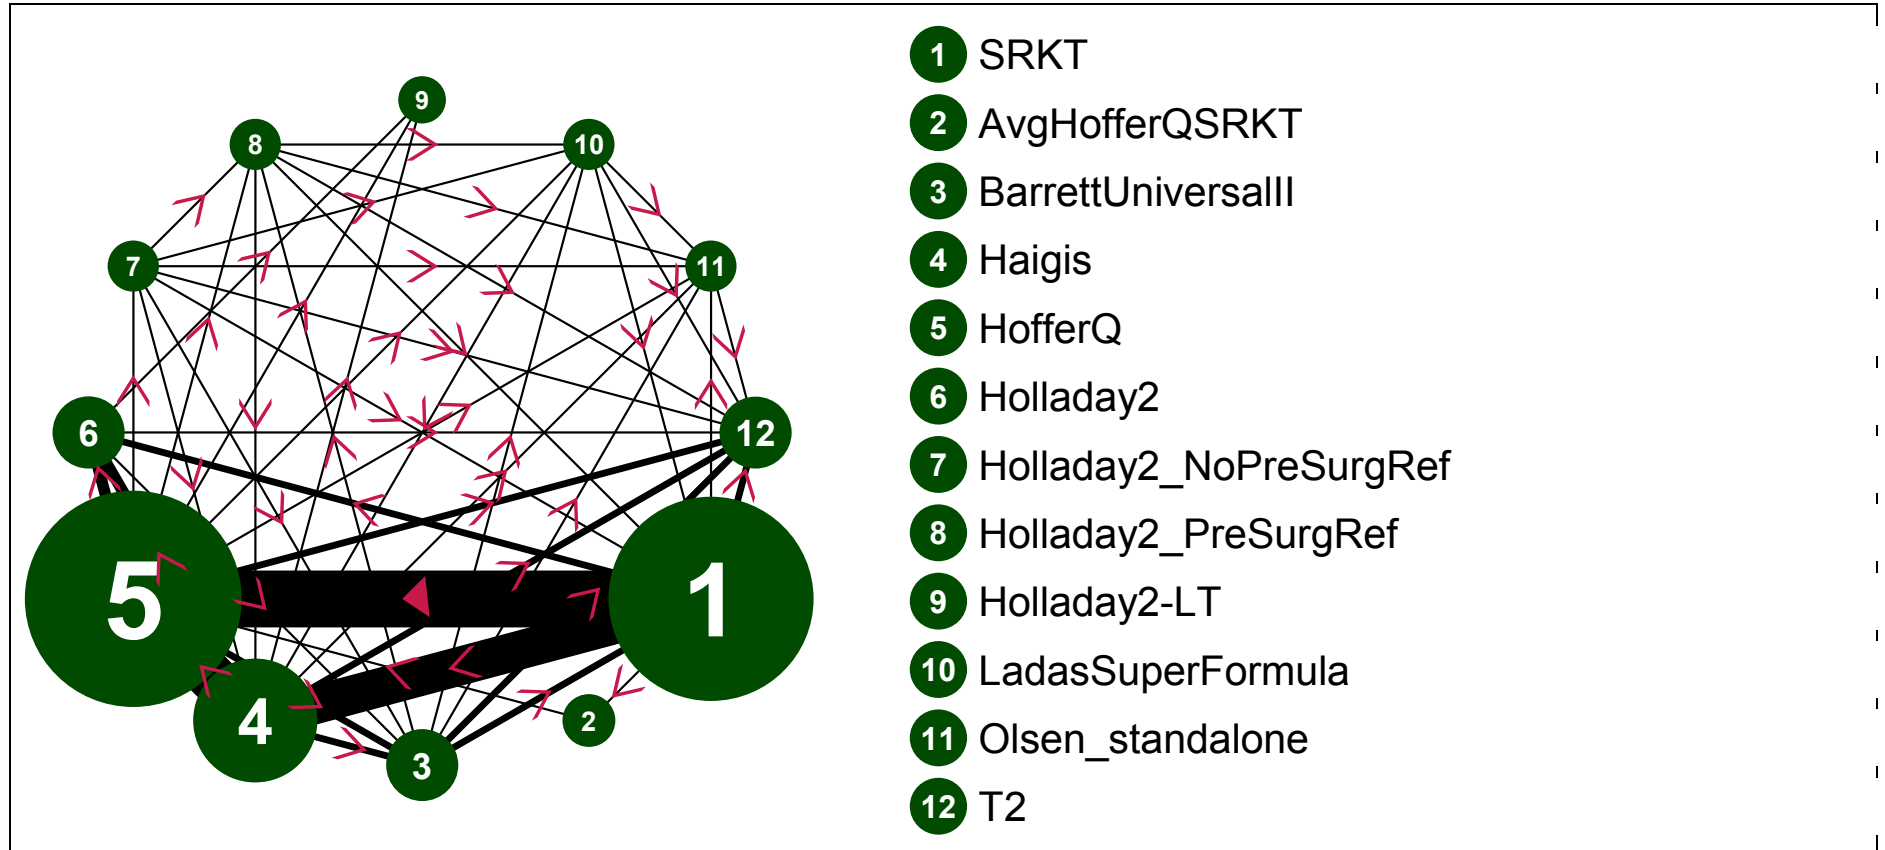 9
8
10
7
11
6
12
5
1
4
3
2
1 SRKT
2 AvgHofferQSRKT
3 BarrettUniversalII
4 Haigis
5 HofferQ
6 Holladay2
7 Holladay2_NoPreSurgRef
8 Holladay2_PreSurgRef
9 Holladay2-LT
10 LadasSuperFormula
11 Olsen_standalone
12 T2